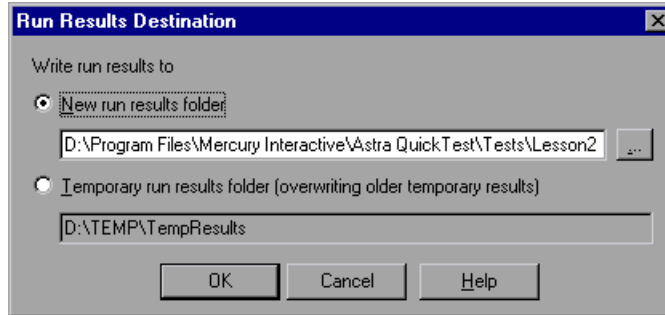 Run Results Destination
Write run results to
New run results folder
D:\Program Files\Mercury Interactive\Astra QuickTest\Tests\Lesson2
...
Temporary run results folder (overwriting older temporary results)
D:\TEMP\TempResults
OK Cancel Help